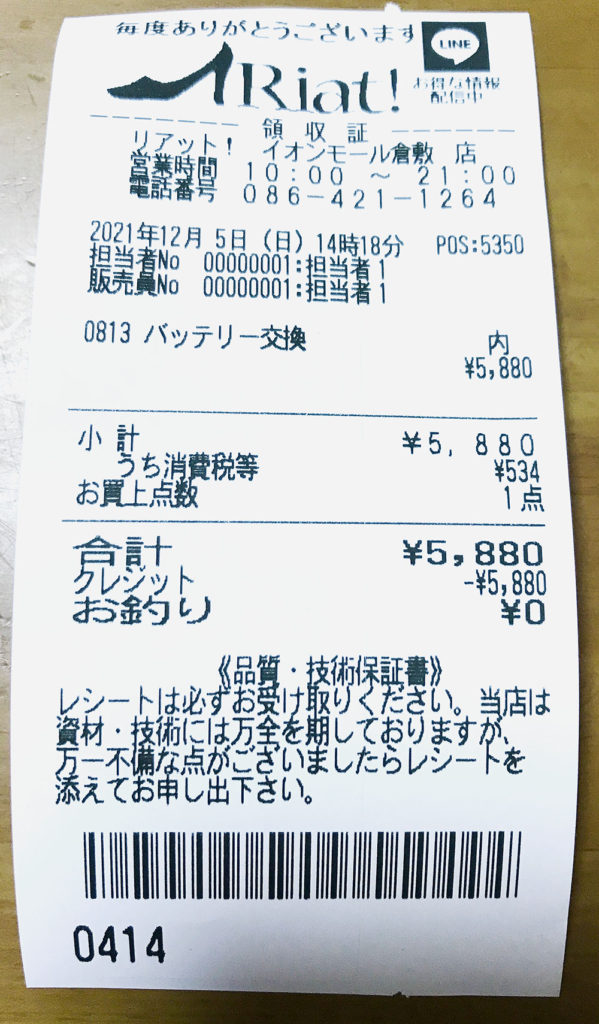 毎度ありがとうございます
LINE
お得な情報
配信中
Riat!
領収証
リアット! イオンモール倉敷 店
営業時間 10:00 ~ 21:00
電話番号 086-421-1264
2021年12月 5日(日)14時18分 POS:5350
担当者No 00000001:担当者1
販売員No 00000001:担当者1
0813 バッテリー交換 内
¥5,880
小 計 ¥5,880
うち消費税等 ¥534
お買上点数 1点
合計 ¥5,880
クレジット -¥5,880
お釣り ¥0
《品質・技術保証書》
レシートは必ずお受け取りください。当店は
資材・技術には万全を期しておりますが、
万一不備な点がございましたらレシートを
添えてお申し出下さい。
0414